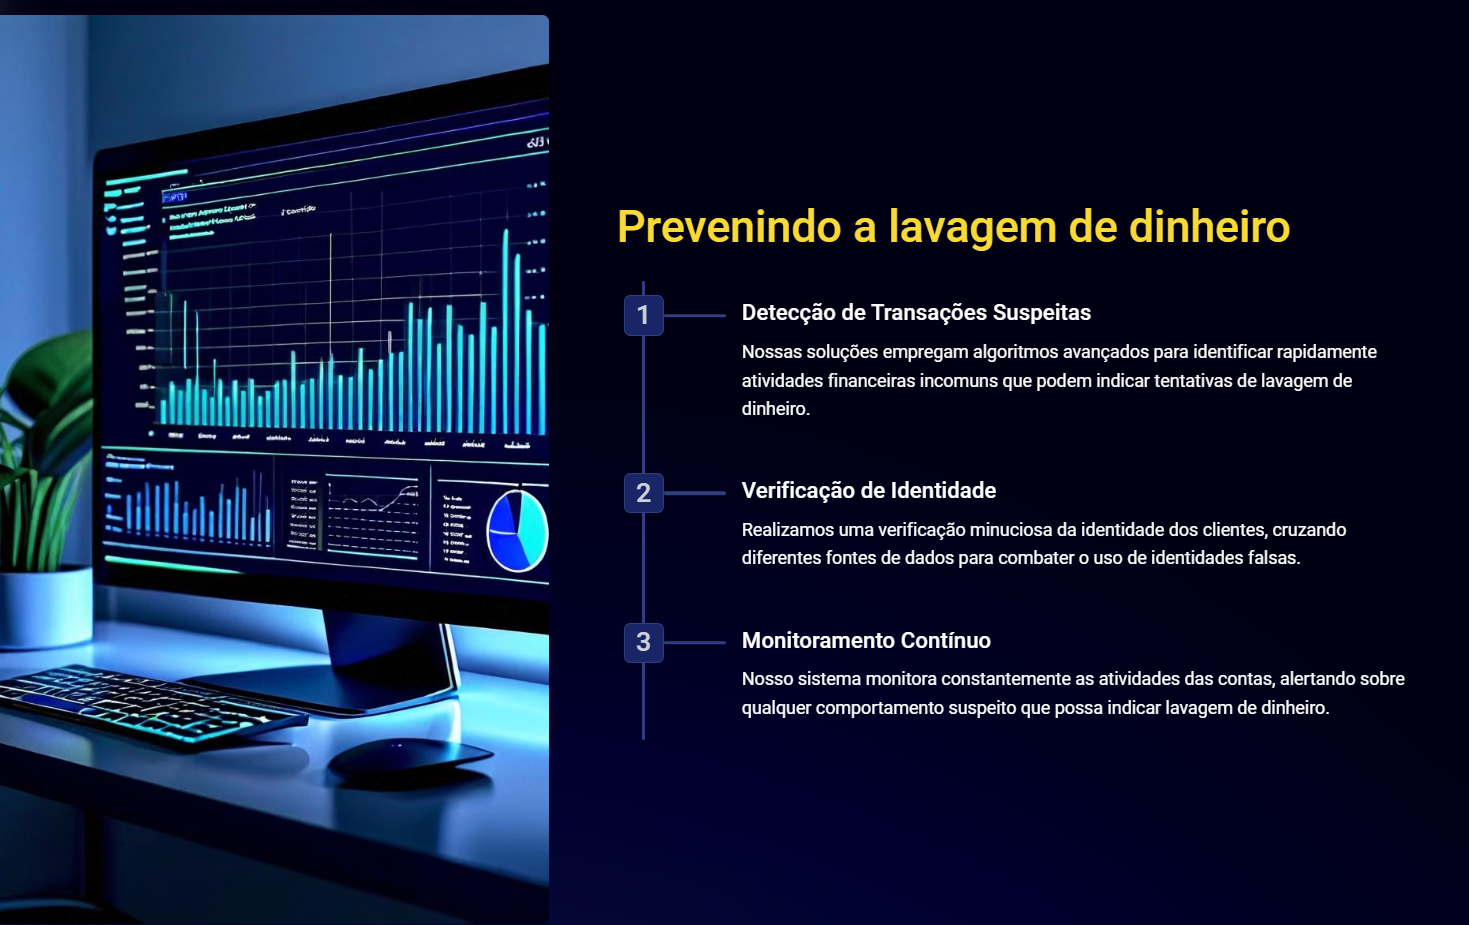 Prevenindo a lavagem de dinheiro
1
Detecção de Transações Suspeitas
Nossas soluções empregam algoritmos avançados para identificar rapidamente
atividades financeiras incomuns que podem indicar tentativas de lavagem de
dinheiro.
2
Verificação de Identidade
Realizamos uma verificação minuciosa da identidade dos clientes, cruzando
diferentes fontes de dados para combater o uso de identidades falsas.
3
Monitoramento Contínuo
Nosso sistema monitora constantemente as atividades das contas, alertando sobre
qualquer comportamento suspeito que possa indicar lavagem de dinheiro.